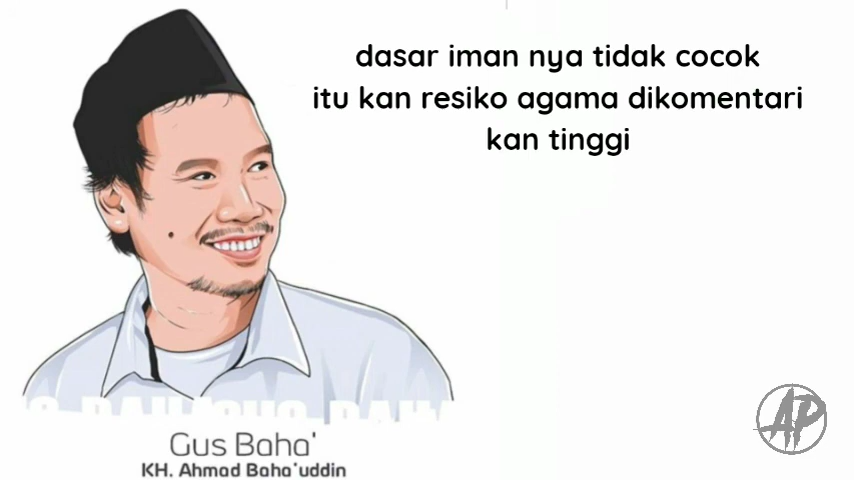 dasar iman nya tidak cocok
itu kan resiko agama dikomentari
kan tinggi
Gus Baha'
KH. Ahmad Baha'uddin
AP